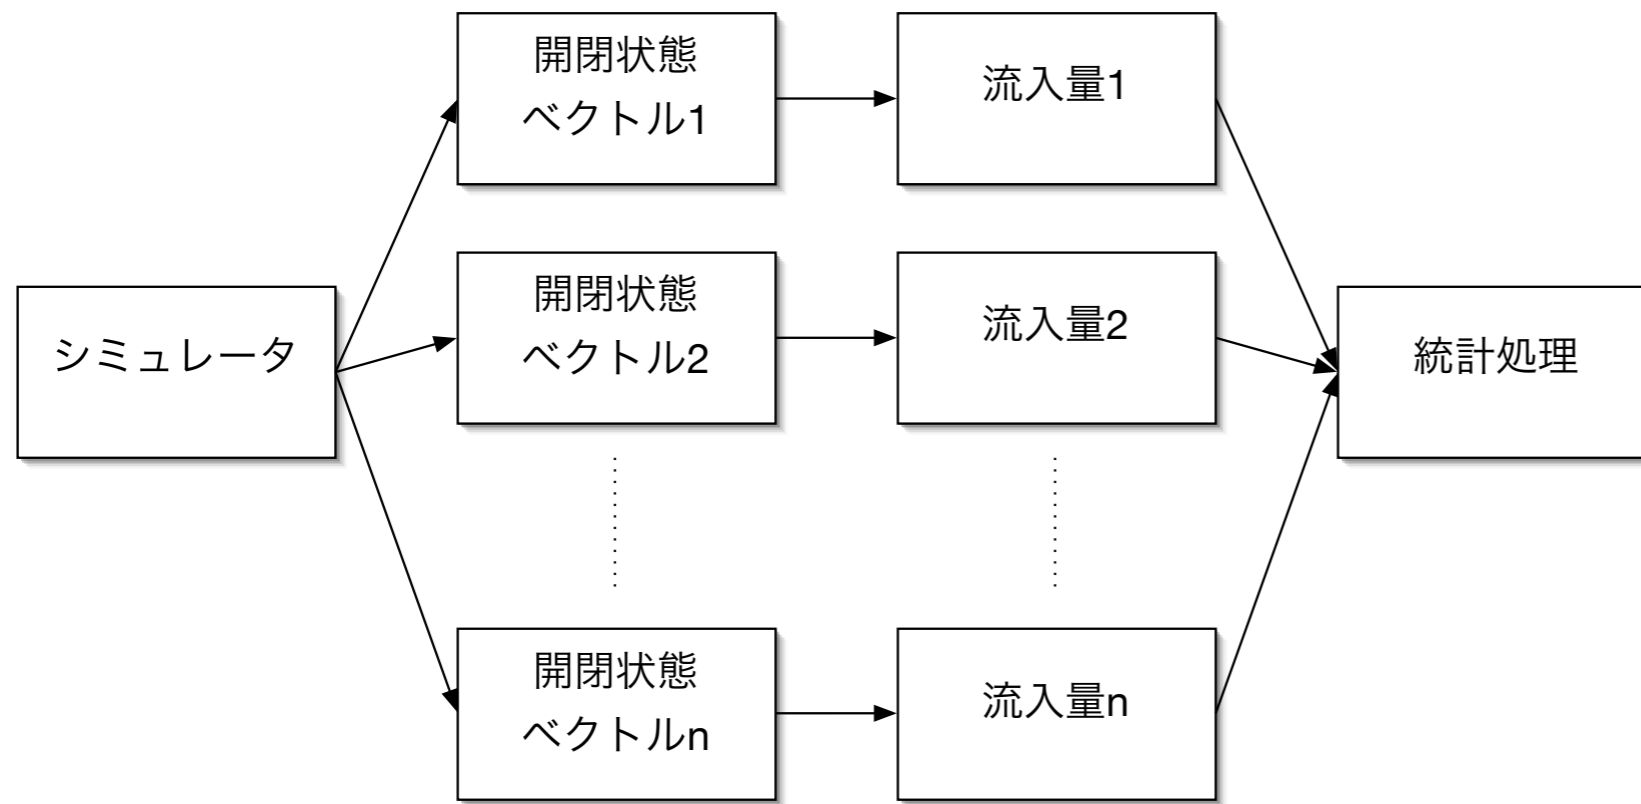 シミュレータ
開閉状態
ベクトル1
流入量1
開閉状態
ベクトル2
流入量2
開閉状態
ベクトルn
流入量n
統計処理